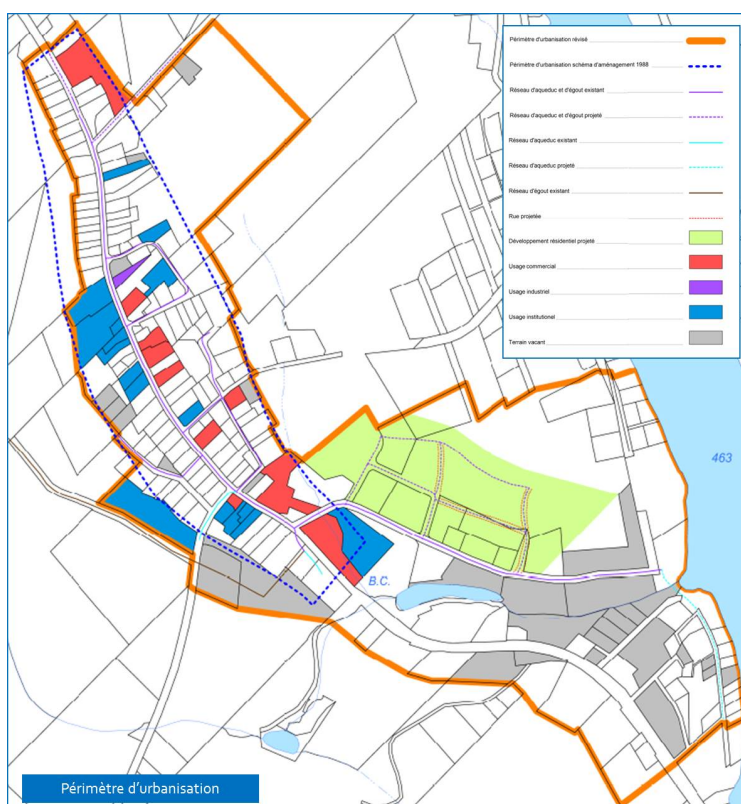 Périmètre d'urbanisation révisé
Périmètre d'urbanisation schéma d'aménagement 1988
Réseau d'aqueduc et d'égout existant
Réseau d'aqueduc et d'égout projeté
Réseau d'aqueduc existant
Réseau d'aqueduc projeté
Réseau d'égout existant
Rue projetée
Développement résidentiel projeté
Usage commercial
Usage industriel
Usage institutionel
Terrain vacant
463
B.C.
Périmètre d'urbanisation